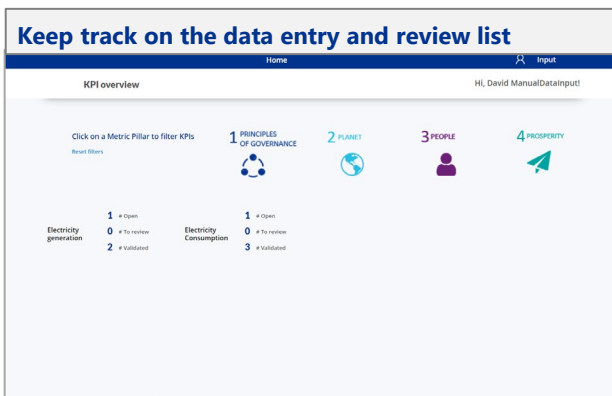 Keep track on the data entry and review list
Home
Input
KPI overview
Hi, David ManualDataInput!
Click on a Metric Pillar to filter KPIs
Reset filters
1 PRINCIPLES
OF GOVERNANCE
2 PLANET
3 PEOPLE
4 PROSPERITY
Electricity
generation
1 # Open
0 # To review
2 # Validated
Electricity
Consumption
1 # Open
0 # To review
3 # Validated